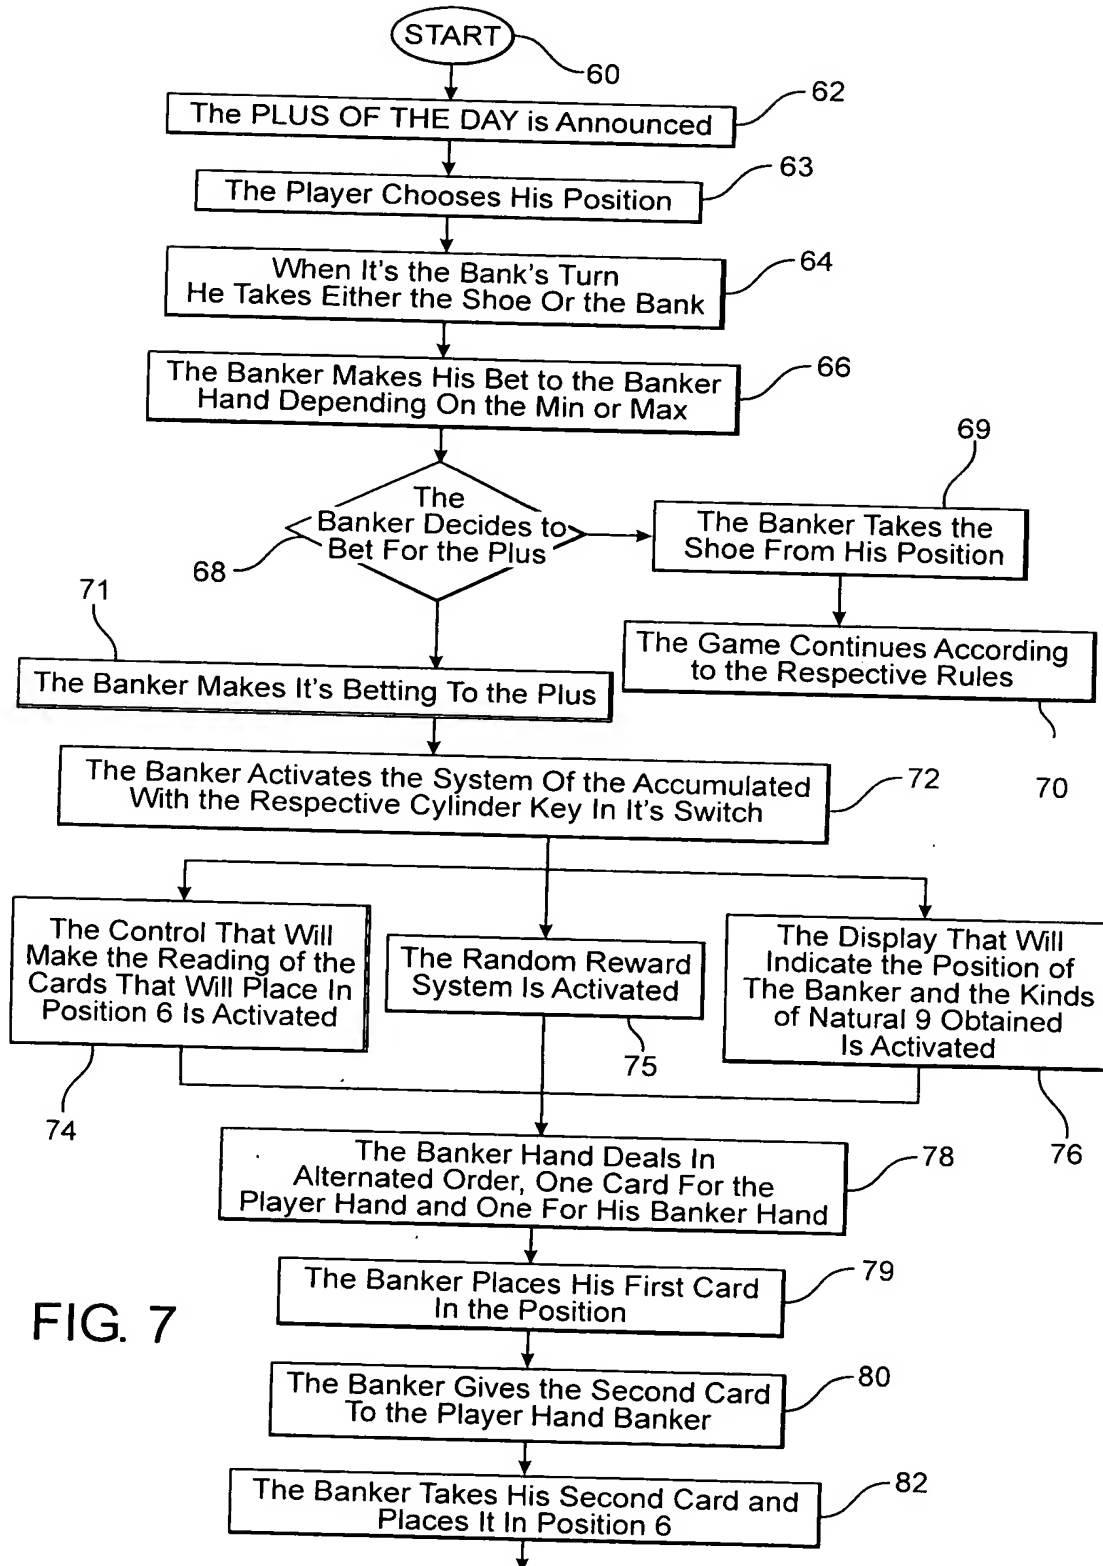 START
60
The PLUS OF THE DAY is Announced
62
The Player Chooses His Position
63
When It's the Bank's Turn
He Takes Either the Shoe Or the Bank
64
The Banker Makes His Bet to the Banker
Hand Depending On the Min or Max
66
The
Banker Decides to
Bet For the Plus
68
69
The Banker Takes the
Shoe From His Position
The Game Continues According
to the Respective Rules
70
71
The Banker Makes It's Betting To the Plus
The Banker Activates the System Of the Accumulated
With the Respective Cylinder Key In It's Switch
72
The Control That Will
Make the Reading of the
Cards That Will Place In
Position 6 Is Activated
74
The Random Reward
System Is Activated
75
The Display That Will
Indicate the Position of
The Banker and the Kinds
of Natural 9 Obtained
Is Activated
76
The Banker Hand Deals In
Alternated Order, One Card For the
Player Hand and One For His Banker Hand
78
The Banker Places His First Card
In the Position
79
The Banker Gives the Second Card
To the Player Hand Banker
80
The Banker Takes His Second Card and
Places It In Position 6
82
FIG. 7